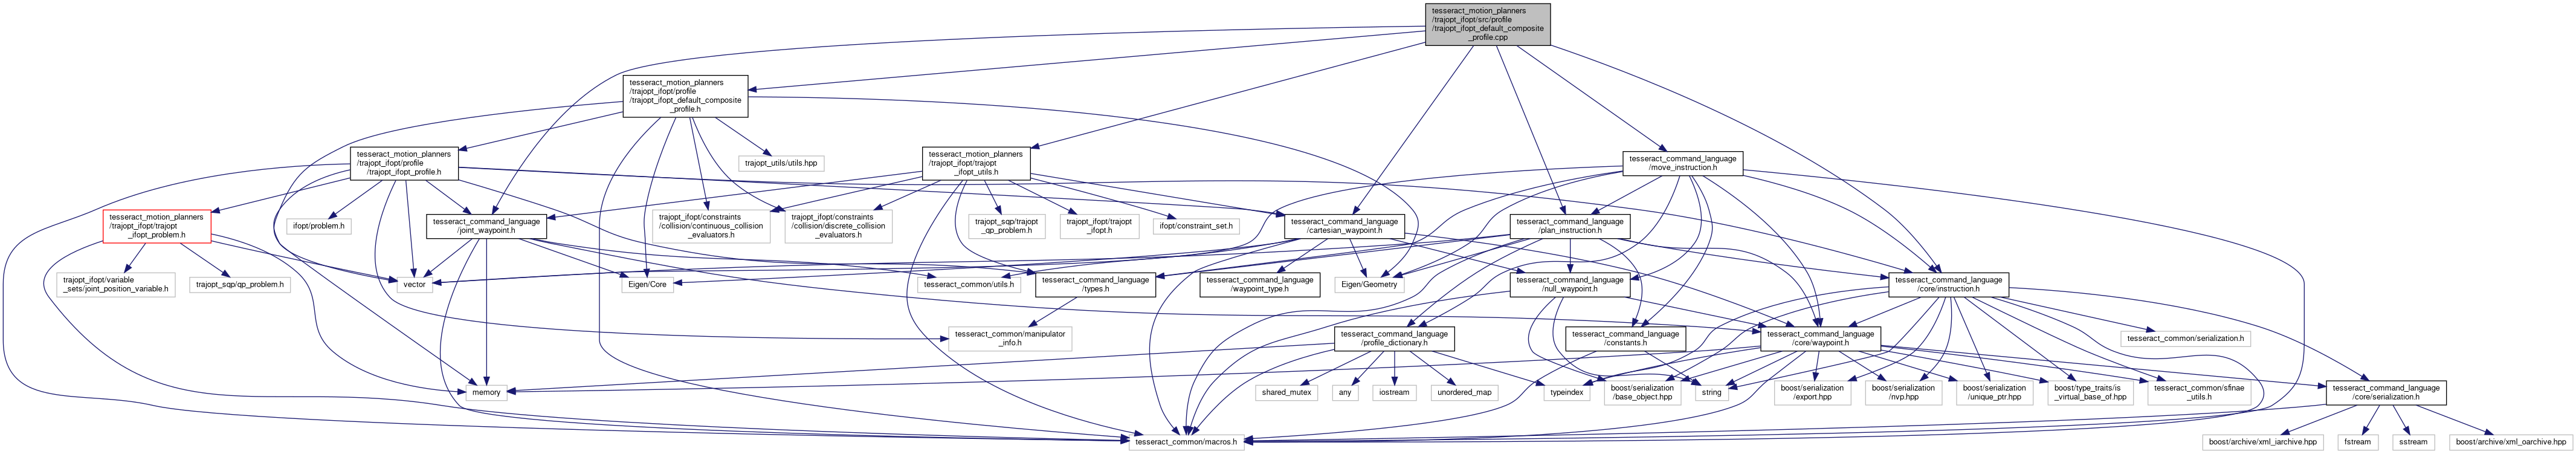 tesseract_motion_planners
/trajopt_ifopt/src/profile
/trajopt_ifopt_default_composite
_profile.cpp
tesseract_motion_planners
/trajopt_ifopt/profile
/trajopt_ifopt_default_composite
_profile.h
tesseract_motion_planners
/trajopt_ifopt/profile
/trajopt_ifopt_profile.h
trajopt_utils/utils.hpp
tesseract_motion_planners
/trajopt_ifopt/trajopt
_ifopt_utils.h
tesseract_command_language
/move_instruction.h
tesseract_motion_planners
/trajopt_ifopt/trajopt
_ifopt_problem.h
ifopt/problem.h
tesseract_command_language
/joint_waypoint.h
trajopt_ifopt/constraints
/collision/continuous_collision
_evaluators.h
trajopt_ifopt/constraints
/collision/discrete_collision
_evaluators.h
trajopt_sqp/trajopt
_qp_problem.h
trajopt_ifopt/trajopt
_ifopt.h
ifopt/constraint_set.h
tesseract_command_language
/cartesian_waypoint.h
tesseract_command_language
/plan_instruction.h
trajopt_ifopt/variable
_sets/joint_position_variable.h
trajopt_sqp/qp_problem.h
vector
Eigen/Core
tesseract_common/utils.h
tesseract_command_language
/types.h
tesseract_command_language
/waypoint_type.h
Eigen/Geometry
tesseract_command_language
/null_waypoint.h
tesseract_command_language
/core/instruction.h
tesseract_common/manipulator
_info.h
tesseract_command_language
/profile_dictionary.h
tesseract_command_language
/constants.h
tesseract_command_language
/core/waypoint.h
tesseract_common/serialization.h
memory
shared_mutex
any
iostream
unordered_map
typeindex
boost/serialization
/base_object.hpp
string
boost/serialization
/export.hpp
boost/serialization
/nvp.hpp
boost/serialization
/unique_ptr.hpp
boost/type_traits/is
_virtual_base_of.hpp
tesseract_common/sfinae
_utils.h
tesseract_command_language
/core/serialization.h
tesseract_common/macros.h
boost/archive/xml_iarchive.hpp
fstream
sstream
boost/archive/xml_oarchive.hpp